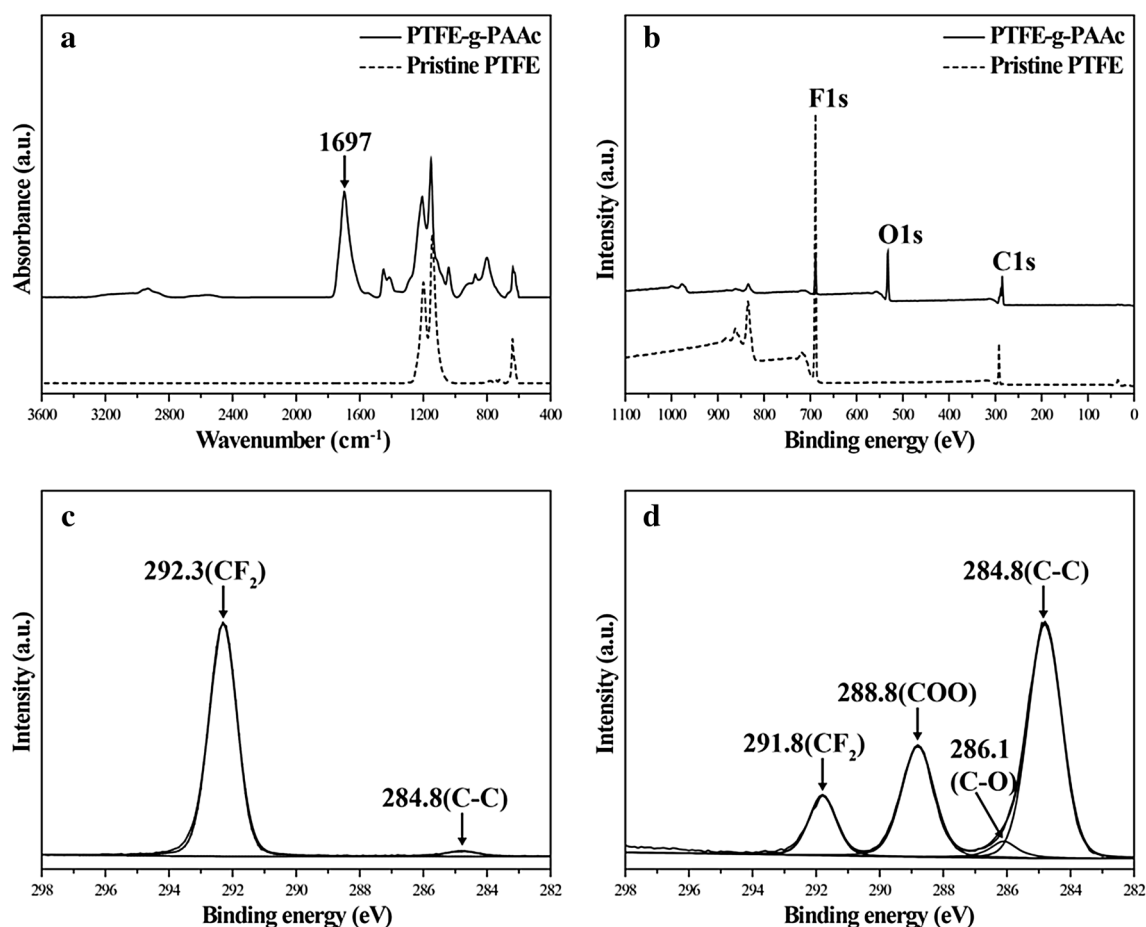 a
PTFE-g-PAAc
Pristine PTFE
1697
Absorbance (a.u.)
3600 3200 2800 2400 2000 1600 1200 800 400
Wavenumber (cm⁻¹)
b
PTFE-g-PAAc
Pristine PTFE
F1s
O1s
C1s
Intensity (a.u.)
1100 1000 900 800 700 600 500 400 300 200 100 0
Binding energy (eV)
c
292.3(CF₂)
284.8(C-C)
Intensity (a.u.)
298 296 294 292 290 288 286 284 282
Binding energy (eV)
d
284.8(C-C)
288.8(COO)
291.8(CF₂)
286.1
(C-O)
Intensity (a.u.)
298 296 294 292 290 288 286 284 282
Binding energy (eV)